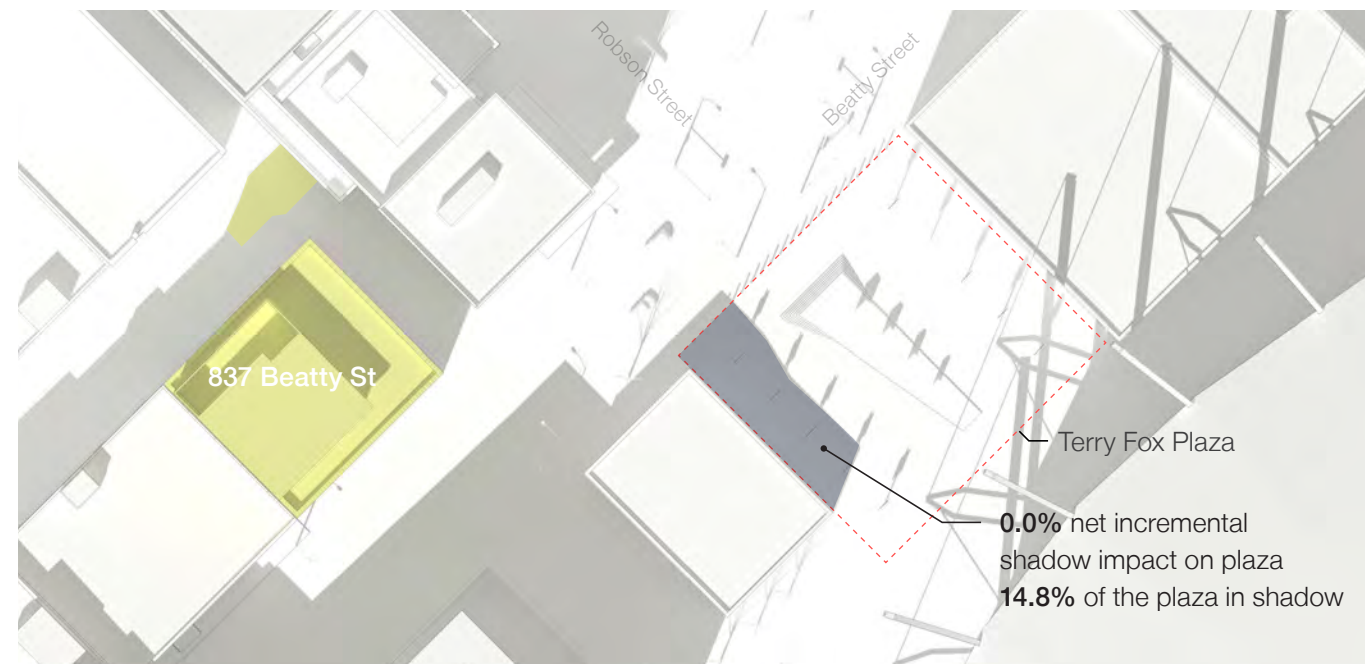 Robson Street
Beatty Street
837 Beatty St
Terry Fox Plaza
0.0% net incremental
shadow impact on plaza
14.8% of the plaza in shadow